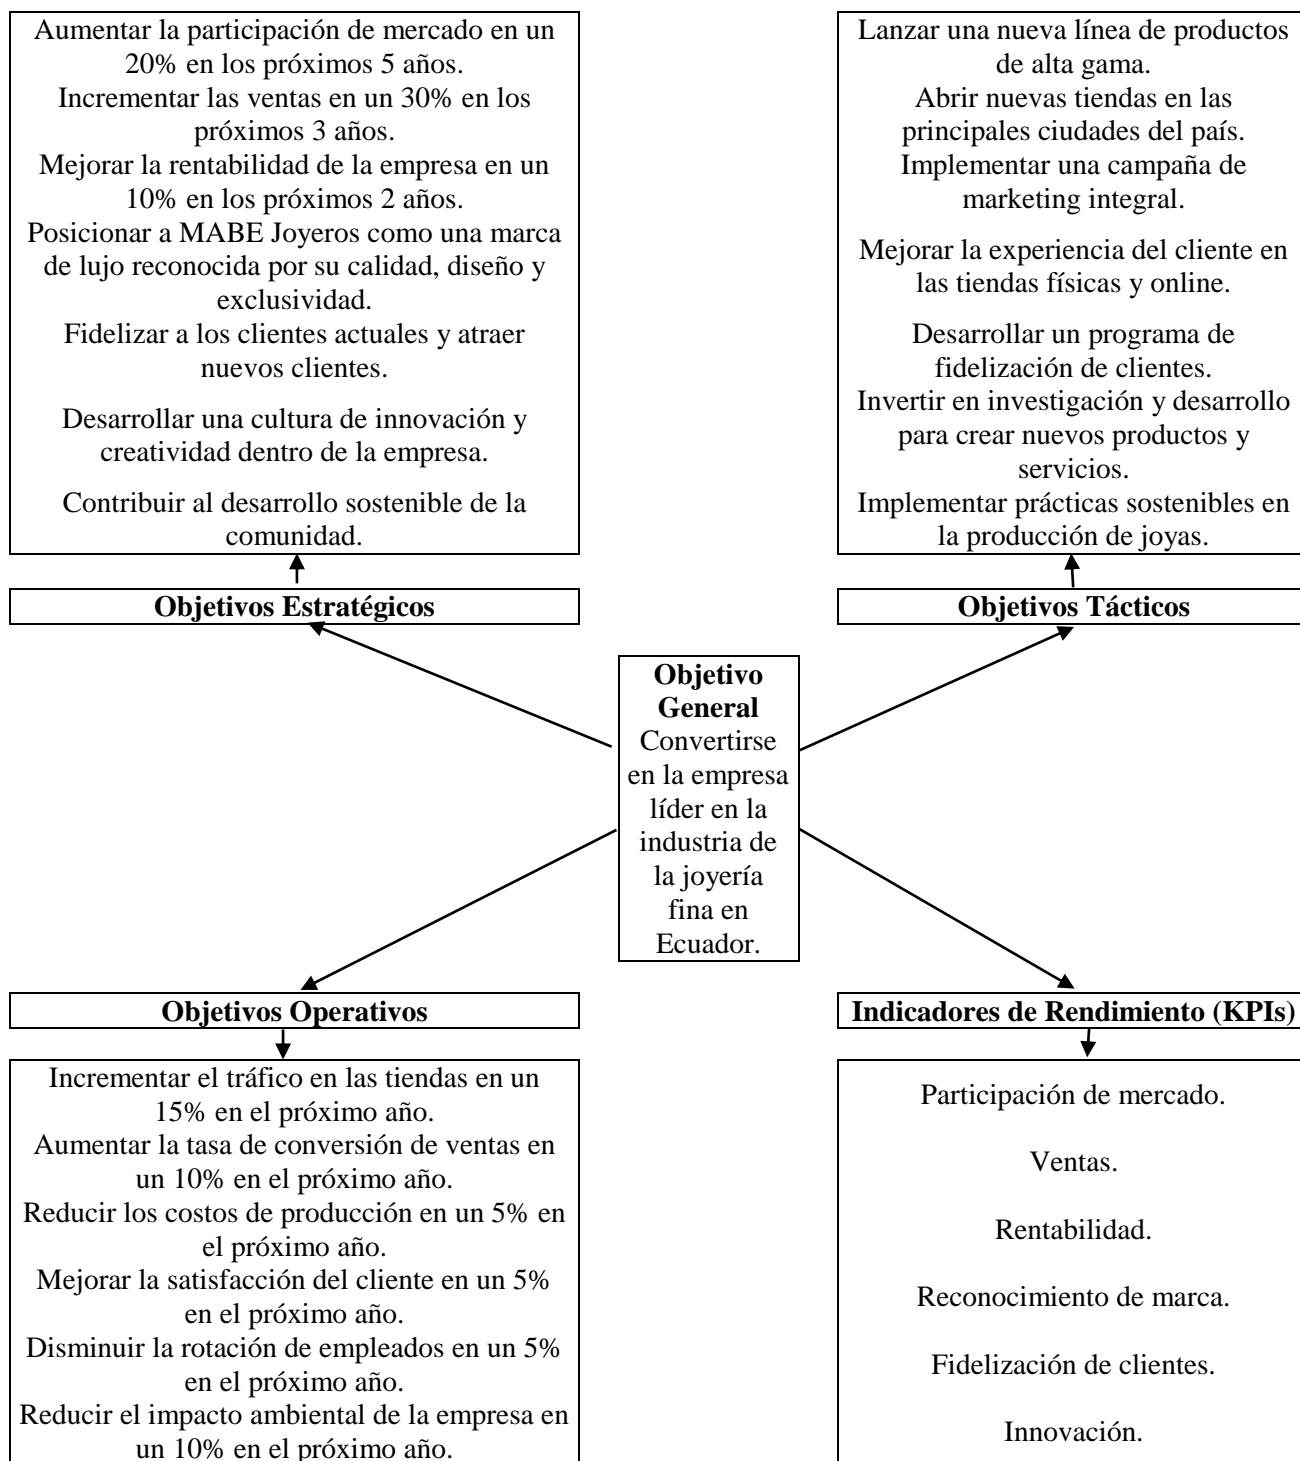 Aumentar la participación de mercado en un
20% en los próximos 5 años.
Incrementar las ventas en un 30% en los
próximos 3 años.
Mejorar la rentabilidad de la empresa en un
10% en los próximos 2 años.
Posicionar a MABE Joyeros como una marca
de lujo reconocida por su calidad, diseño y
exclusividad.
Fidelizar a los clientes actuales y atraer
nuevos clientes.
Desarrollar una cultura de innovación y
creatividad dentro de la empresa.
Contribuir al desarrollo sostenible de la
comunidad.
Objetivos Estratégicos
Lanzar una nueva línea de productos
de alta gama.
Abrir nuevas tiendas en las
principales ciudades del país.
Implementar una campaña de
marketing integral.
Mejorar la experiencia del cliente en
las tiendas físicas y online.
Desarrollar un programa de
fidelización de clientes.
Invertir en investigación y desarrollo
para crear nuevos productos y
servicios.
Implementar prácticas sostenibles en
la producción de joyas.
Objetivos Tácticos
Objetivo
General
Convertirse
en la empresa
líder en la
industria de
la joyería
fina en
Ecuador.
Objetivos Operativos
Incrementar el tráfico en las tiendas en un
15% en el próximo año.
Aumentar la tasa de conversión de ventas en
un 10% en el próximo año.
Reducir los costos de producción en un 5% en
el próximo año.
Mejorar la satisfacción del cliente en un 5%
en el próximo año.
Disminuir la rotación de empleados en un 5%
en el próximo año.
Reducir el impacto ambiental de la empresa en
un 10% en el próximo año.
Indicadores de Rendimiento (KPIs)
Participación de mercado.
Ventas.
Rentabilidad.
Reconocimiento de marca.
Fidelización de clientes.
Innovación.